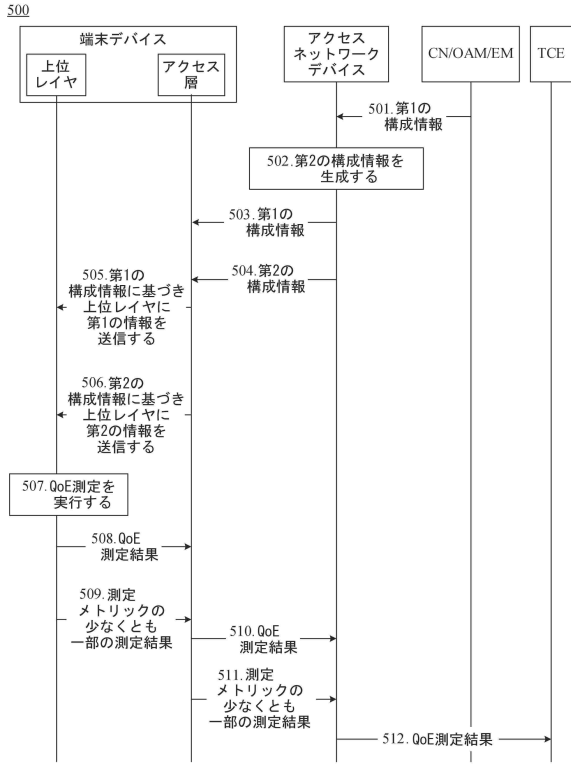 500
端末デバイス
上位
レイヤ
アクセス
層
アクセス
ネットワーク
デバイス
CN/OAM/EM
TCE
501.第1の
構成情報
502.第2の構成情報を
生成する
503.第1の
構成情報
504.第2の
構成情報
505.第1の
構成情報に基づき
上位レイヤに
第1の情報を
送信する
506.第2の
構成情報に基づき
上位レイヤに
第2の情報を
送信する
507.QoE測定を
実行する
508.QoE
測定結果
509.測定
メトリックの
少なくとも
一部の測定結果
510.QoE
測定結果
511.測定
メトリックの
少なくとも
一部の測定結果
512.QoE測定結果